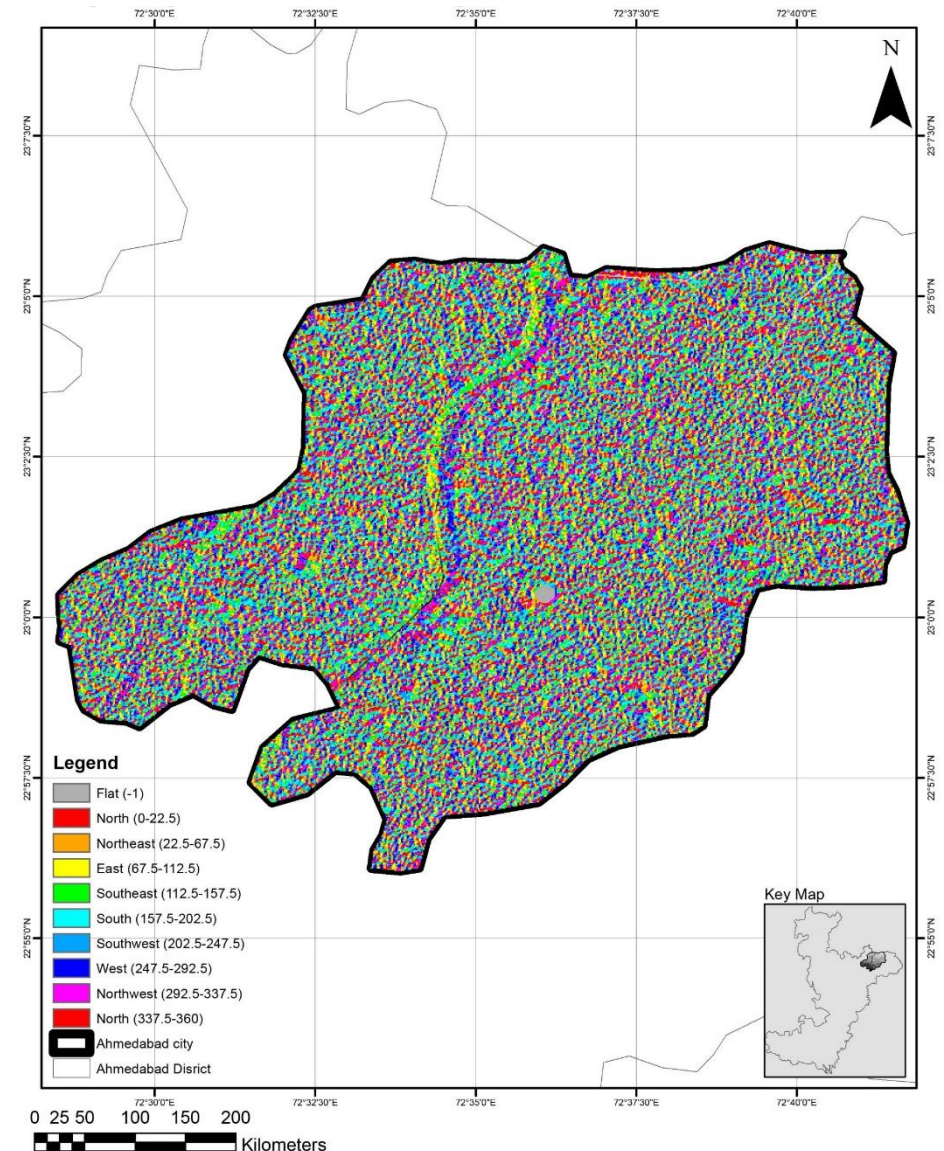 72°30'0"E 72°32'30"E 72°35'0"E 72°37'30"E 72°40'0"E
N
23°7'30"N 23°7'30"N
23°5'0"N 23°5'0"N
23°2'30"N 23°2'30"N
23°0'0"N 23°0'0"N
22°57'30"N 22°57'30"N
22°55'0"N 22°55'0"N
Legend
Flat (-1)
North (0-22.5)
Northeast (22.5-67.5)
East (67.5-112.5)
Southeast (112.5-157.5)
South (157.5-202.5)
Southwest (202.5-247.5)
West (247.5-292.5)
Northwest (292.5-337.5)
North (337.5-360)
Ahmedabad city
Ahmedabad Disrict
Key Map
72°30'0"E 72°32'30"E 72°35'0"E 72°37'30"E 72°40'0"E
0 25 50 100 150 200
Kilometers